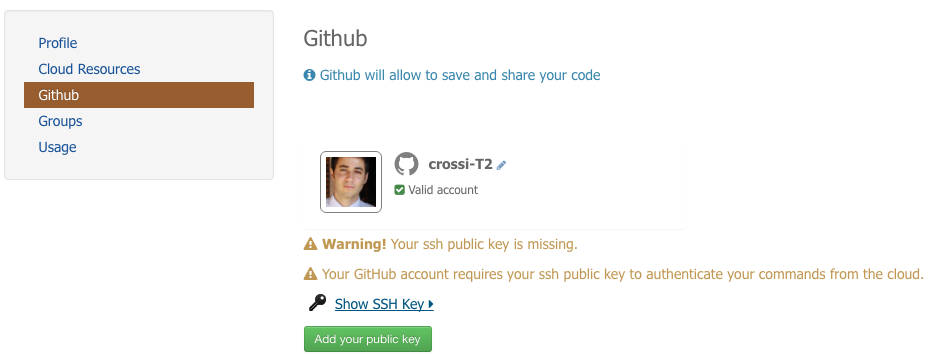 Profile
Cloud Resources
Github
Groups
Usage
Github
Github will allow to save and share your code
crossi-T2
Valid account
Warning! Your ssh public key is missing.
Your GitHub account requires your ssh public key to authenticate your commands from the cloud.
Show SSH Key
Add your public key